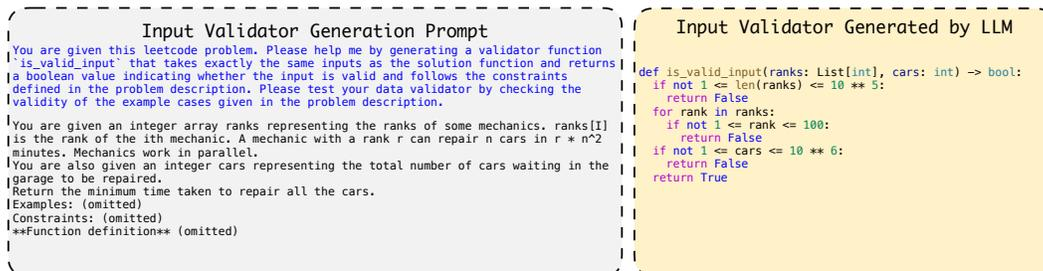 Input Validator Generation Prompt
You are given this leetcode problem. Please help me by generating a validator function
`is_valid_input` that takes exactly the same inputs as the solution function and returns
a boolean value indicating whether the input is valid and follows the constraints
defined in the problem description. Please test your data validator by checking the
validity of the example cases given in the problem description.
You are given an integer array ranks representing the ranks of some mechanics. ranks[I]
is the rank of the ith mechanic. A mechanic with a rank r can repair n cars in r * n^2
minutes. Mechanics work in parallel.
You are also given an integer cars representing the total number of cars waiting in the
garage to be repaired.
Return the minimum time taken to repair all the cars.
Examples: (omitted)
Constraints: (omitted)
**Function definition** (omitted)
Input Validator Generated by LLM
def is_valid_input(ranks: List[int], cars: int) -> bool:
  if not 1 <= len(ranks) <= 10 ** 5:
    return False
  for rank in ranks:
    if not 1 <= rank <= 100:
      return False
  if not 1 <= cars <= 10 ** 6:
    return False
  return True